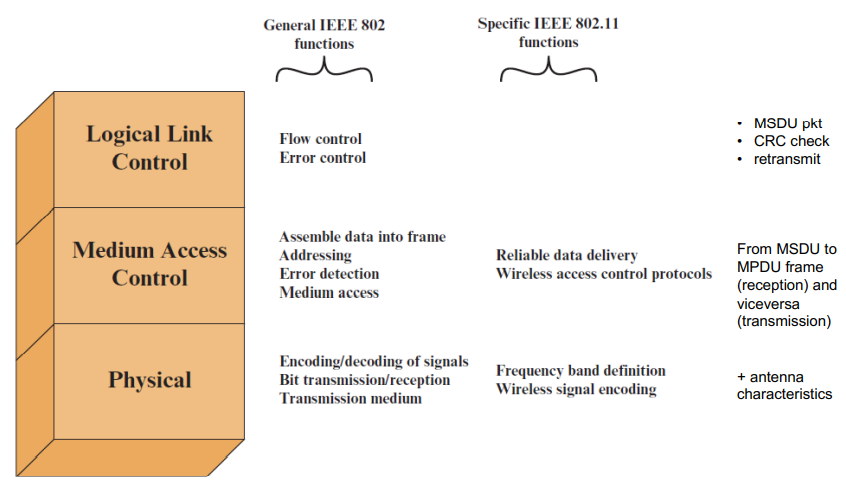 General IEEE 802
functions
Specific IEEE 802.11
functions
Logical Link
Control
Flow control
Error control
• MSDU pkt
• CRC check
• retransmit
Medium Access
Control
Assemble data into frame
Addressing
Error detection
Medium access
Reliable data delivery
Wireless access control protocols
From MSDU to
MPDU frame
(reception) and
viceversa
(transmission)
Physical
Encoding/decoding of signals
Bit transmission/reception
Transmission medium
Frequency band definition
Wireless signal encoding
+ antenna
characteristics